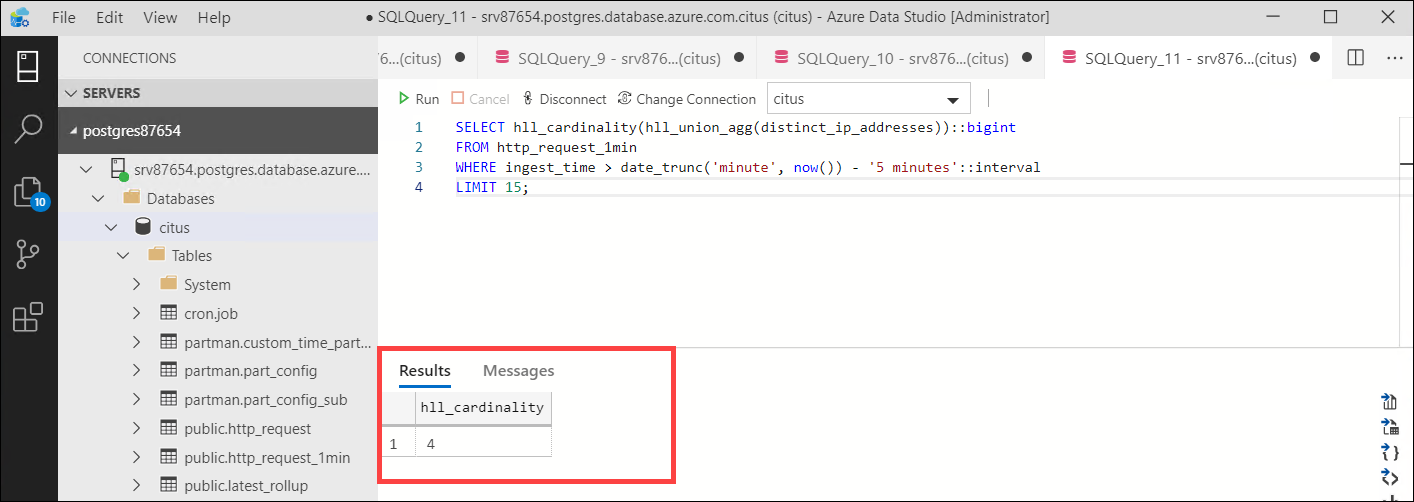 File Edit View Help ● SQLQuery_11 - srv87654.postgres.database.azure.com.citus (citus) - Azure Data Studio [Administrator]
CONNECTIONS
6...(citus) ● SQLQuery_9 - srv876...(citus) ● SQLQuery_10 - srv876...(citus) ● SQLQuery_11 - srv876...(citus) ●
SERVERS
Run Cancel Disconnect Change Connection citus
postgres87654
1 SELECT hll_cardinality(hll_union_agg(distinct_ip_addresses))::bigint
2 FROM http_request_1min
3 WHERE ingest_time > date_trunc('minute', now()) - '5 minutes'::interval
4 LIMIT 15;
srv87654.postgres.database.azure....
10
Databases
citus
Tables
System
cron.job
partman.custom_time_part...
partman.part_config
partman.part_config_sub
public.http_request
public.http_request_1min
public.latest_rollup
Results Messages
hll_cardinality
1 4